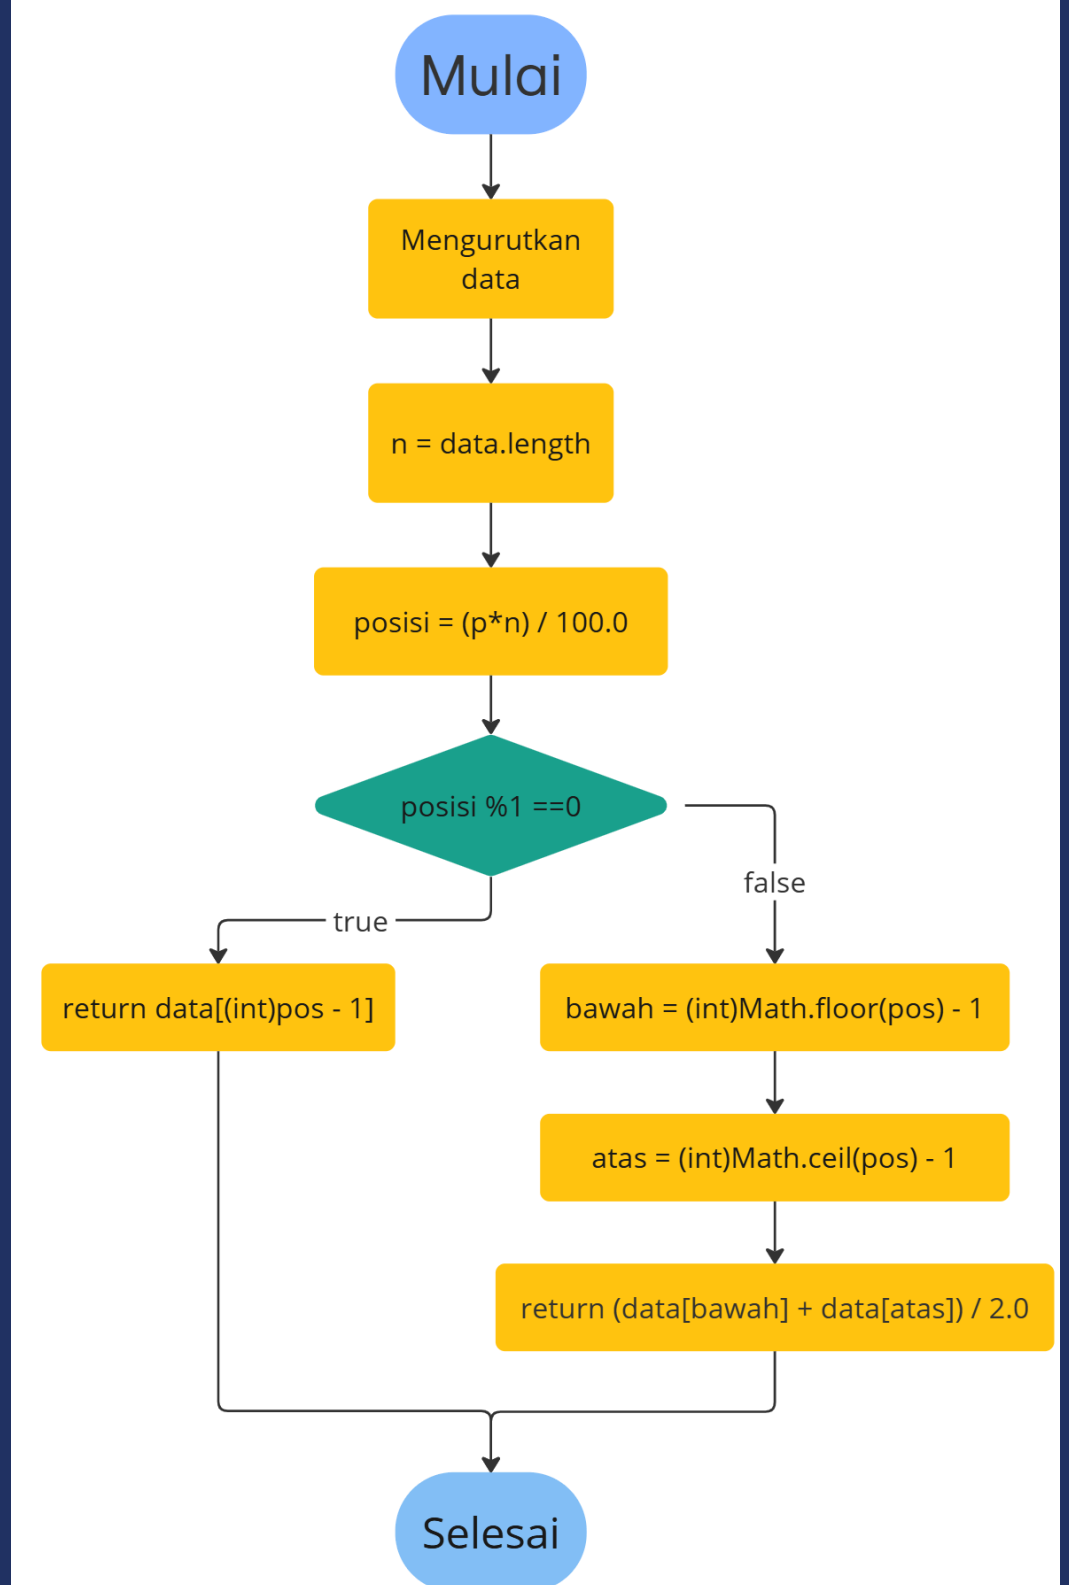 Mulai
Mengurutkan
data
n = data.length
posisi = (p*n) / 100.0
posisi %1 ==0
false
true
return data[(int)pos - 1]
bawah = (int)Math.floor(pos) - 1
atas = (int)Math.ceil(pos) - 1
return (data[bawah] + data[atas]) / 2.0
Selesai